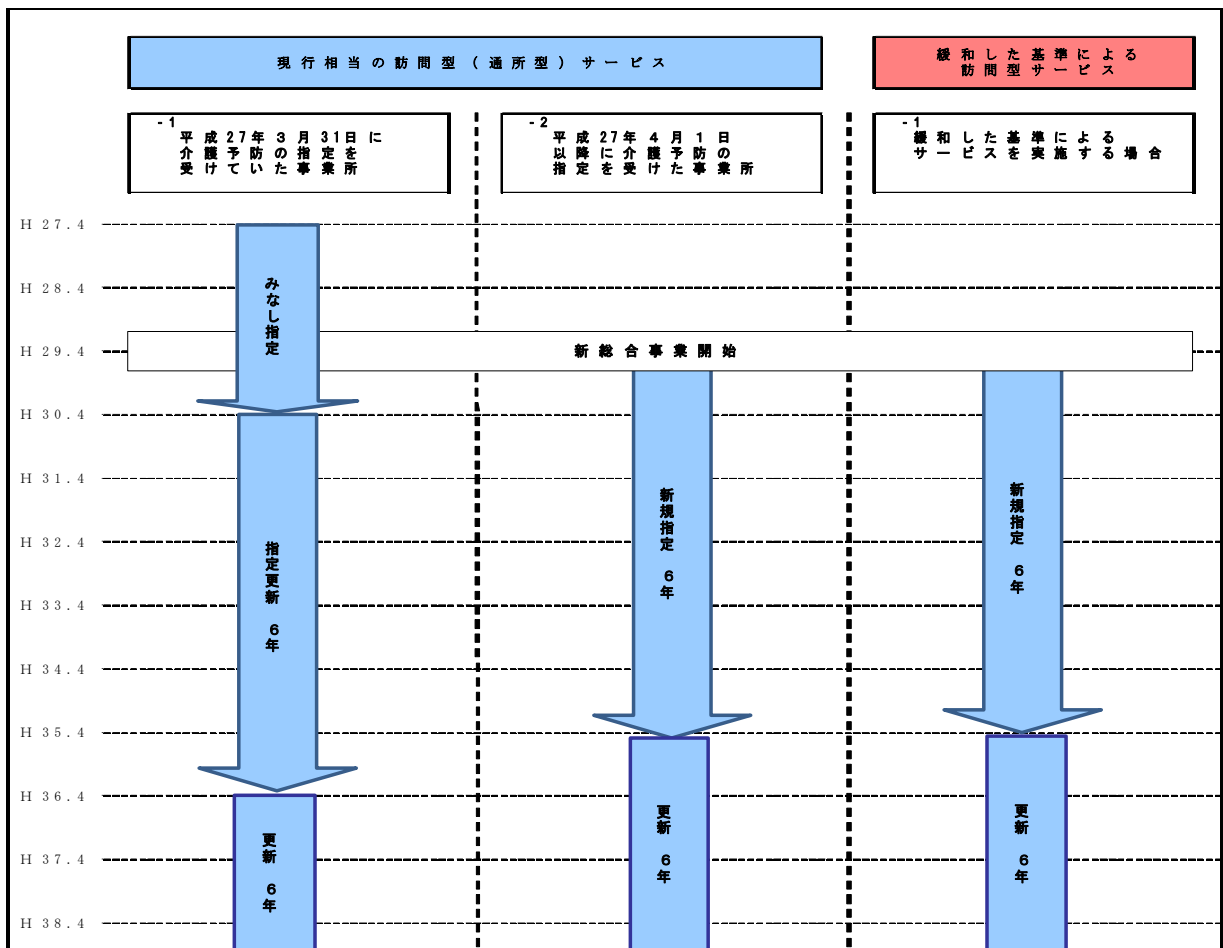 現行相当の訪問型(通所型)サービス
緩和した基準による
訪問型サービス
-1
平成27年3月31日に
介護予防の指定を
受けていた事業所
-2
平成27年4月1日
以降に介護予防の
指定を受けた事業所
-1
緩和した基準による
サービスを実施する場合
H27.4
H28.4
みなし指定
H29.4
新総合事業開始
H30.4
H31.4
H32.4
指定更新 6年
新規指定 6年
新規指定 6年
H33.4
H34.4
H35.4
H36.4
H37.4
更新 6年
更新 6年
更新 6年
H38.4